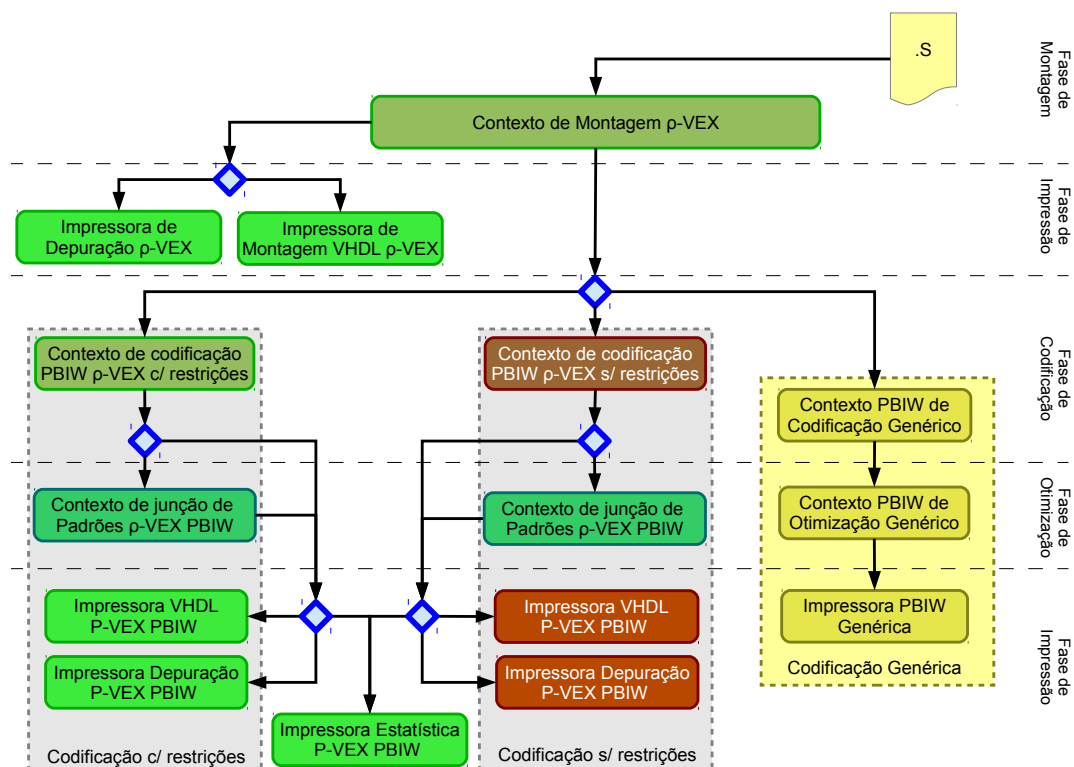 .S
Fase de
Montagem
Contexto de Montagem ρ-VEX
Fase de
Impressão
Impressora de
Depuração ρ-VEX
Impressora de
Montagem VHDL ρ-VEX
Fase de
Codificação
Contexto de codificação
PBIW ρ-VEX c/ restrições
Contexto de codificação
PBIW ρ-VEX s/ restrições
Contexto PBIW de
Codificação Genérico
Fase de
Otimização
Contexto de junção de
Padrões ρ-VEX PBIW
Contexto de junção de
Padrões ρ-VEX PBIW
Contexto PBIW de
Otimização Genérico
Fase de
Impressão
Impressora VHDL
P-VEX PBIW
Impressora VHDL
P-VEX PBIW
Impressora PBIW
Genérica
Impressora Depuração
P-VEX PBIW
Impressora Depuração
P-VEX PBIW
Codificação Genérica
Impressora Estatística
P-VEX PBIW
Codificação c/ restrições
Codificação s/ restrições